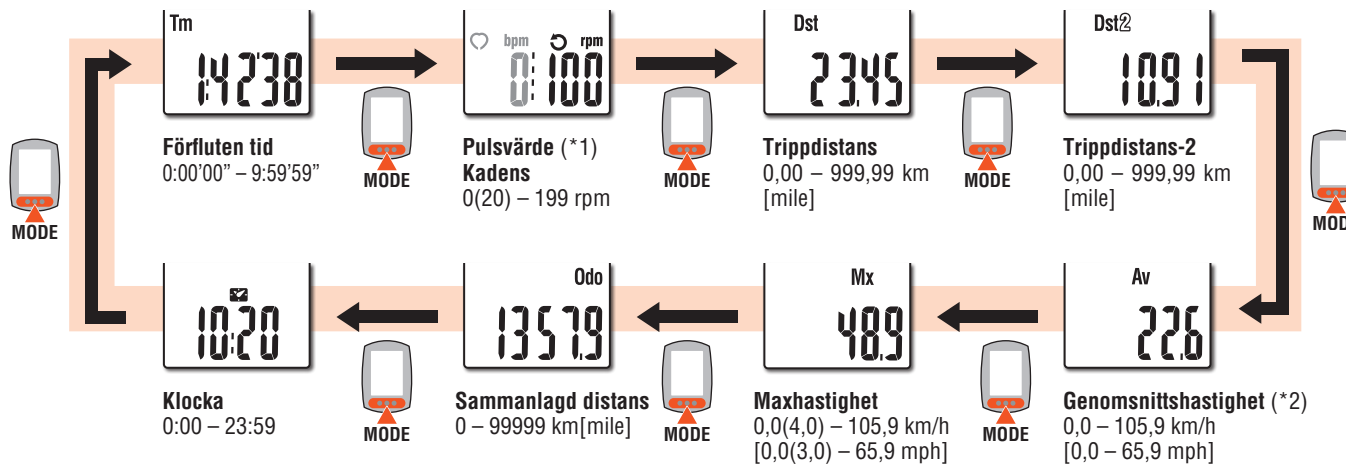 Tm
1:42'38
bpm rpm
0 100
Dst
23.45
Dst2
10.91
Förfluten tid
0:00'00” – 9:59'59”
MODE
Pulsvärde (*1)
Kadens
0(20) – 199 rpm
MODE
Trippdistans
0,00 – 999,99 km
[mile]
MODE
Trippdistans-2
0,00 – 999,99 km
[mile]
MODE
MODE
10:20
Odo
1357.9
Mx
48.9
Av
22.6
Klocka
0:00 – 23:59
MODE
Sammanlagd distans
0 – 99999 km[mile]
MODE
Maxhastighet
0,0(4,0) – 105,9 km/h
[0,0(3,0) – 65,9 mph]
MODE
Genomsnittshastighet (*2)
0,0 – 105,9 km/h
[0,0 – 65,9 mph]